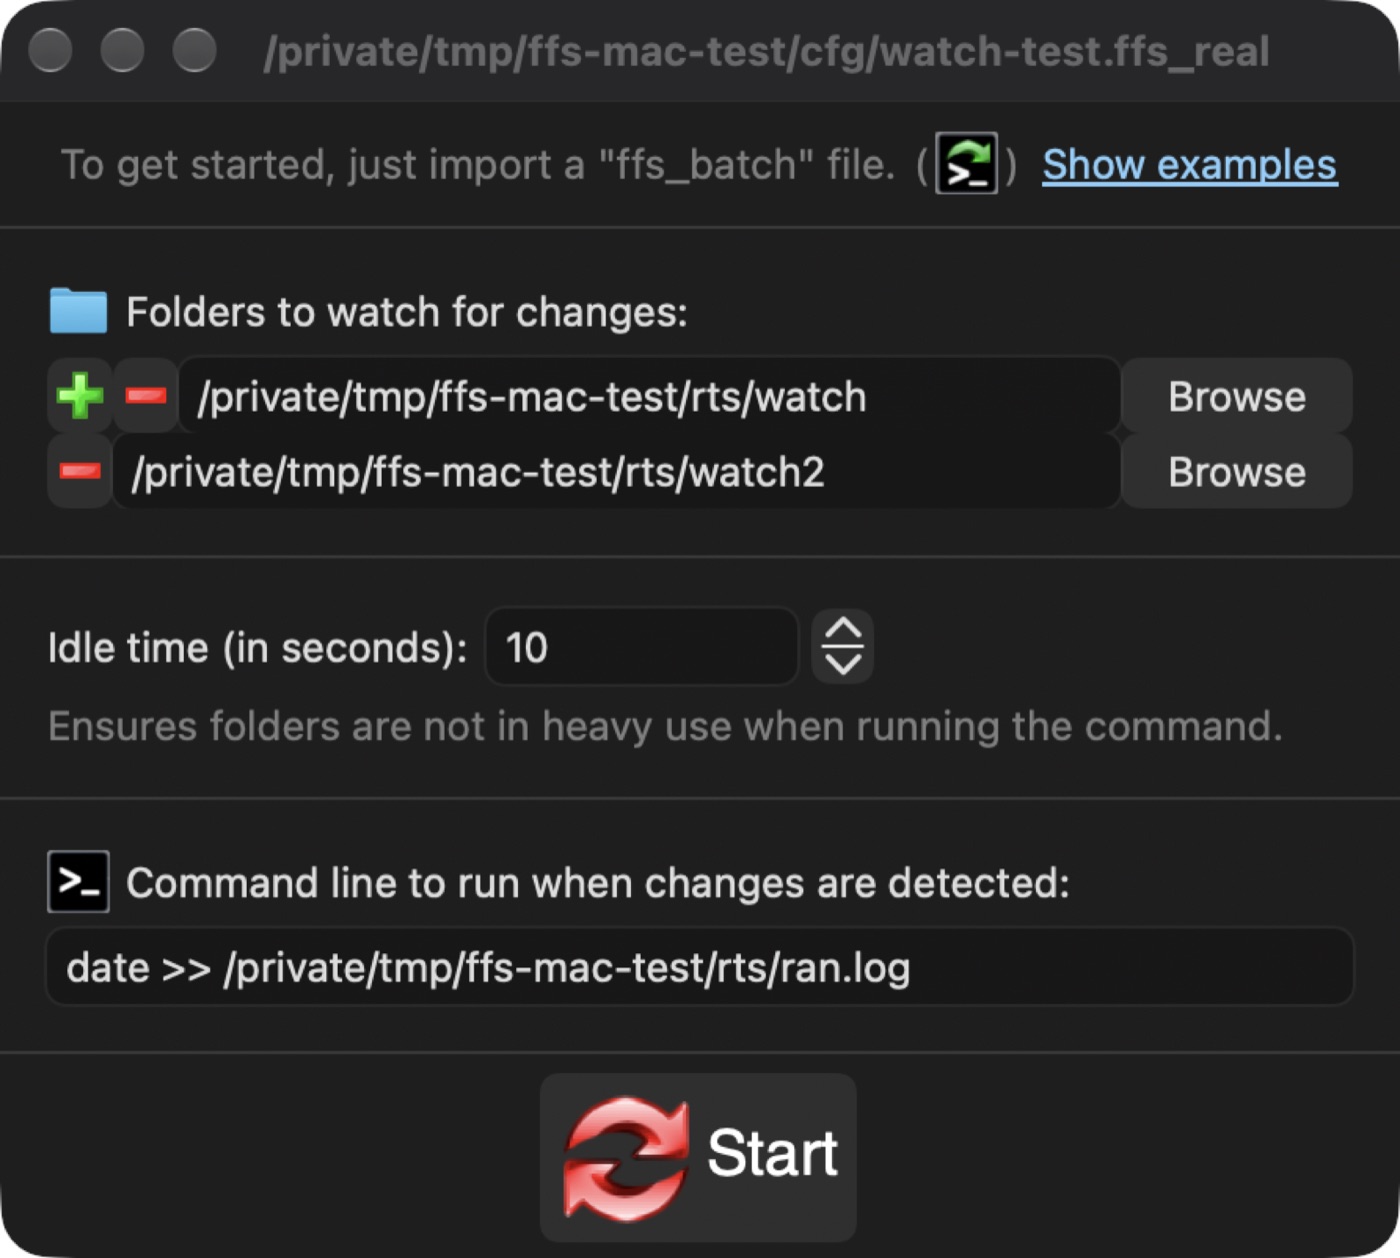 /private/tmp/ffs-mac-test/cfg/watch-test.ffs_real
To get started, just import a "ffs_batch" file. ( >_ ) Show examples
Folders to watch for changes:
/private/tmp/ffs-mac-test/rts/watch Browse
/private/tmp/ffs-mac-test/rts/watch2 Browse
Idle time (in seconds): 10
Ensures folders are not in heavy use when running the command.
>_ Command line to run when changes are detected:
date >> /private/tmp/ffs-mac-test/rts/ran.log
Start